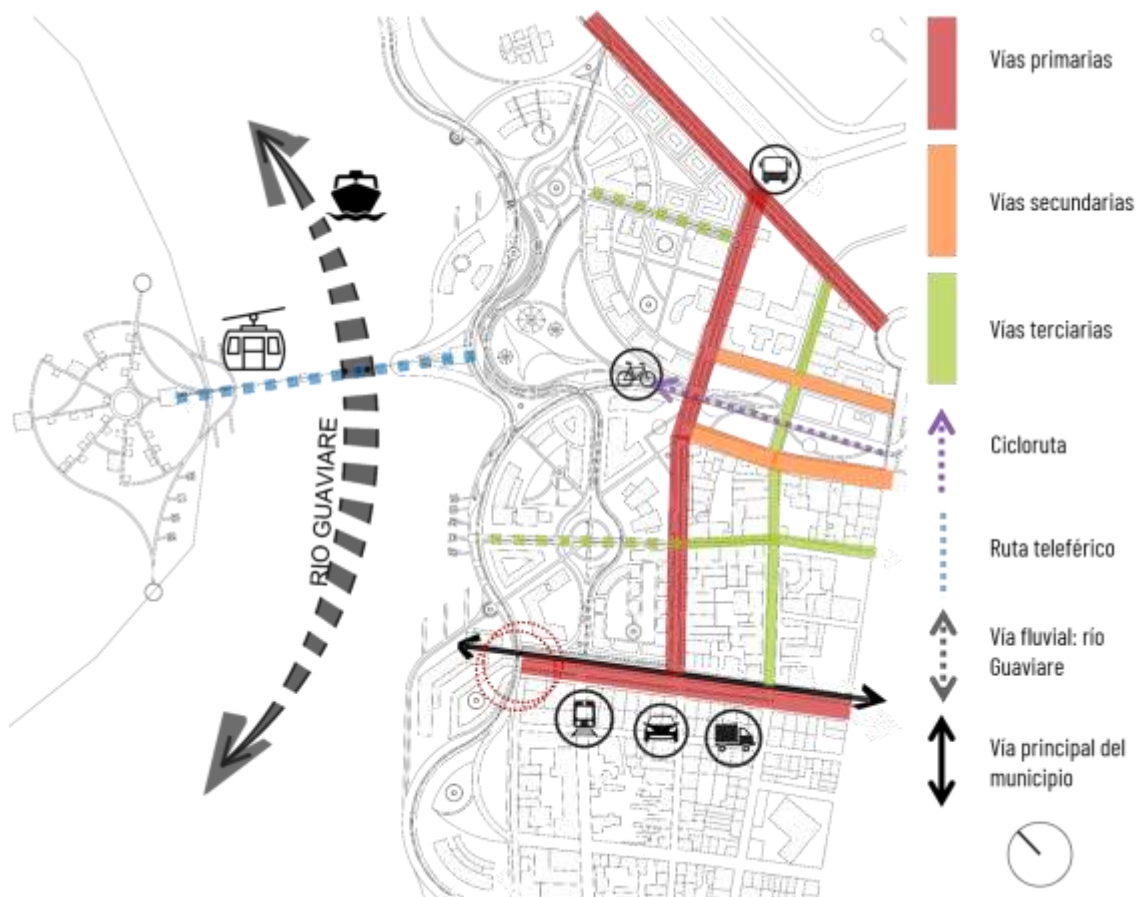 Vías primarias
Vías secundarias
Vías terciarias
Cicloruta
Ruta teleférico
Vía fluvial: río
Guaviare
Vía principal del
municipio
RIO GUAVIARE